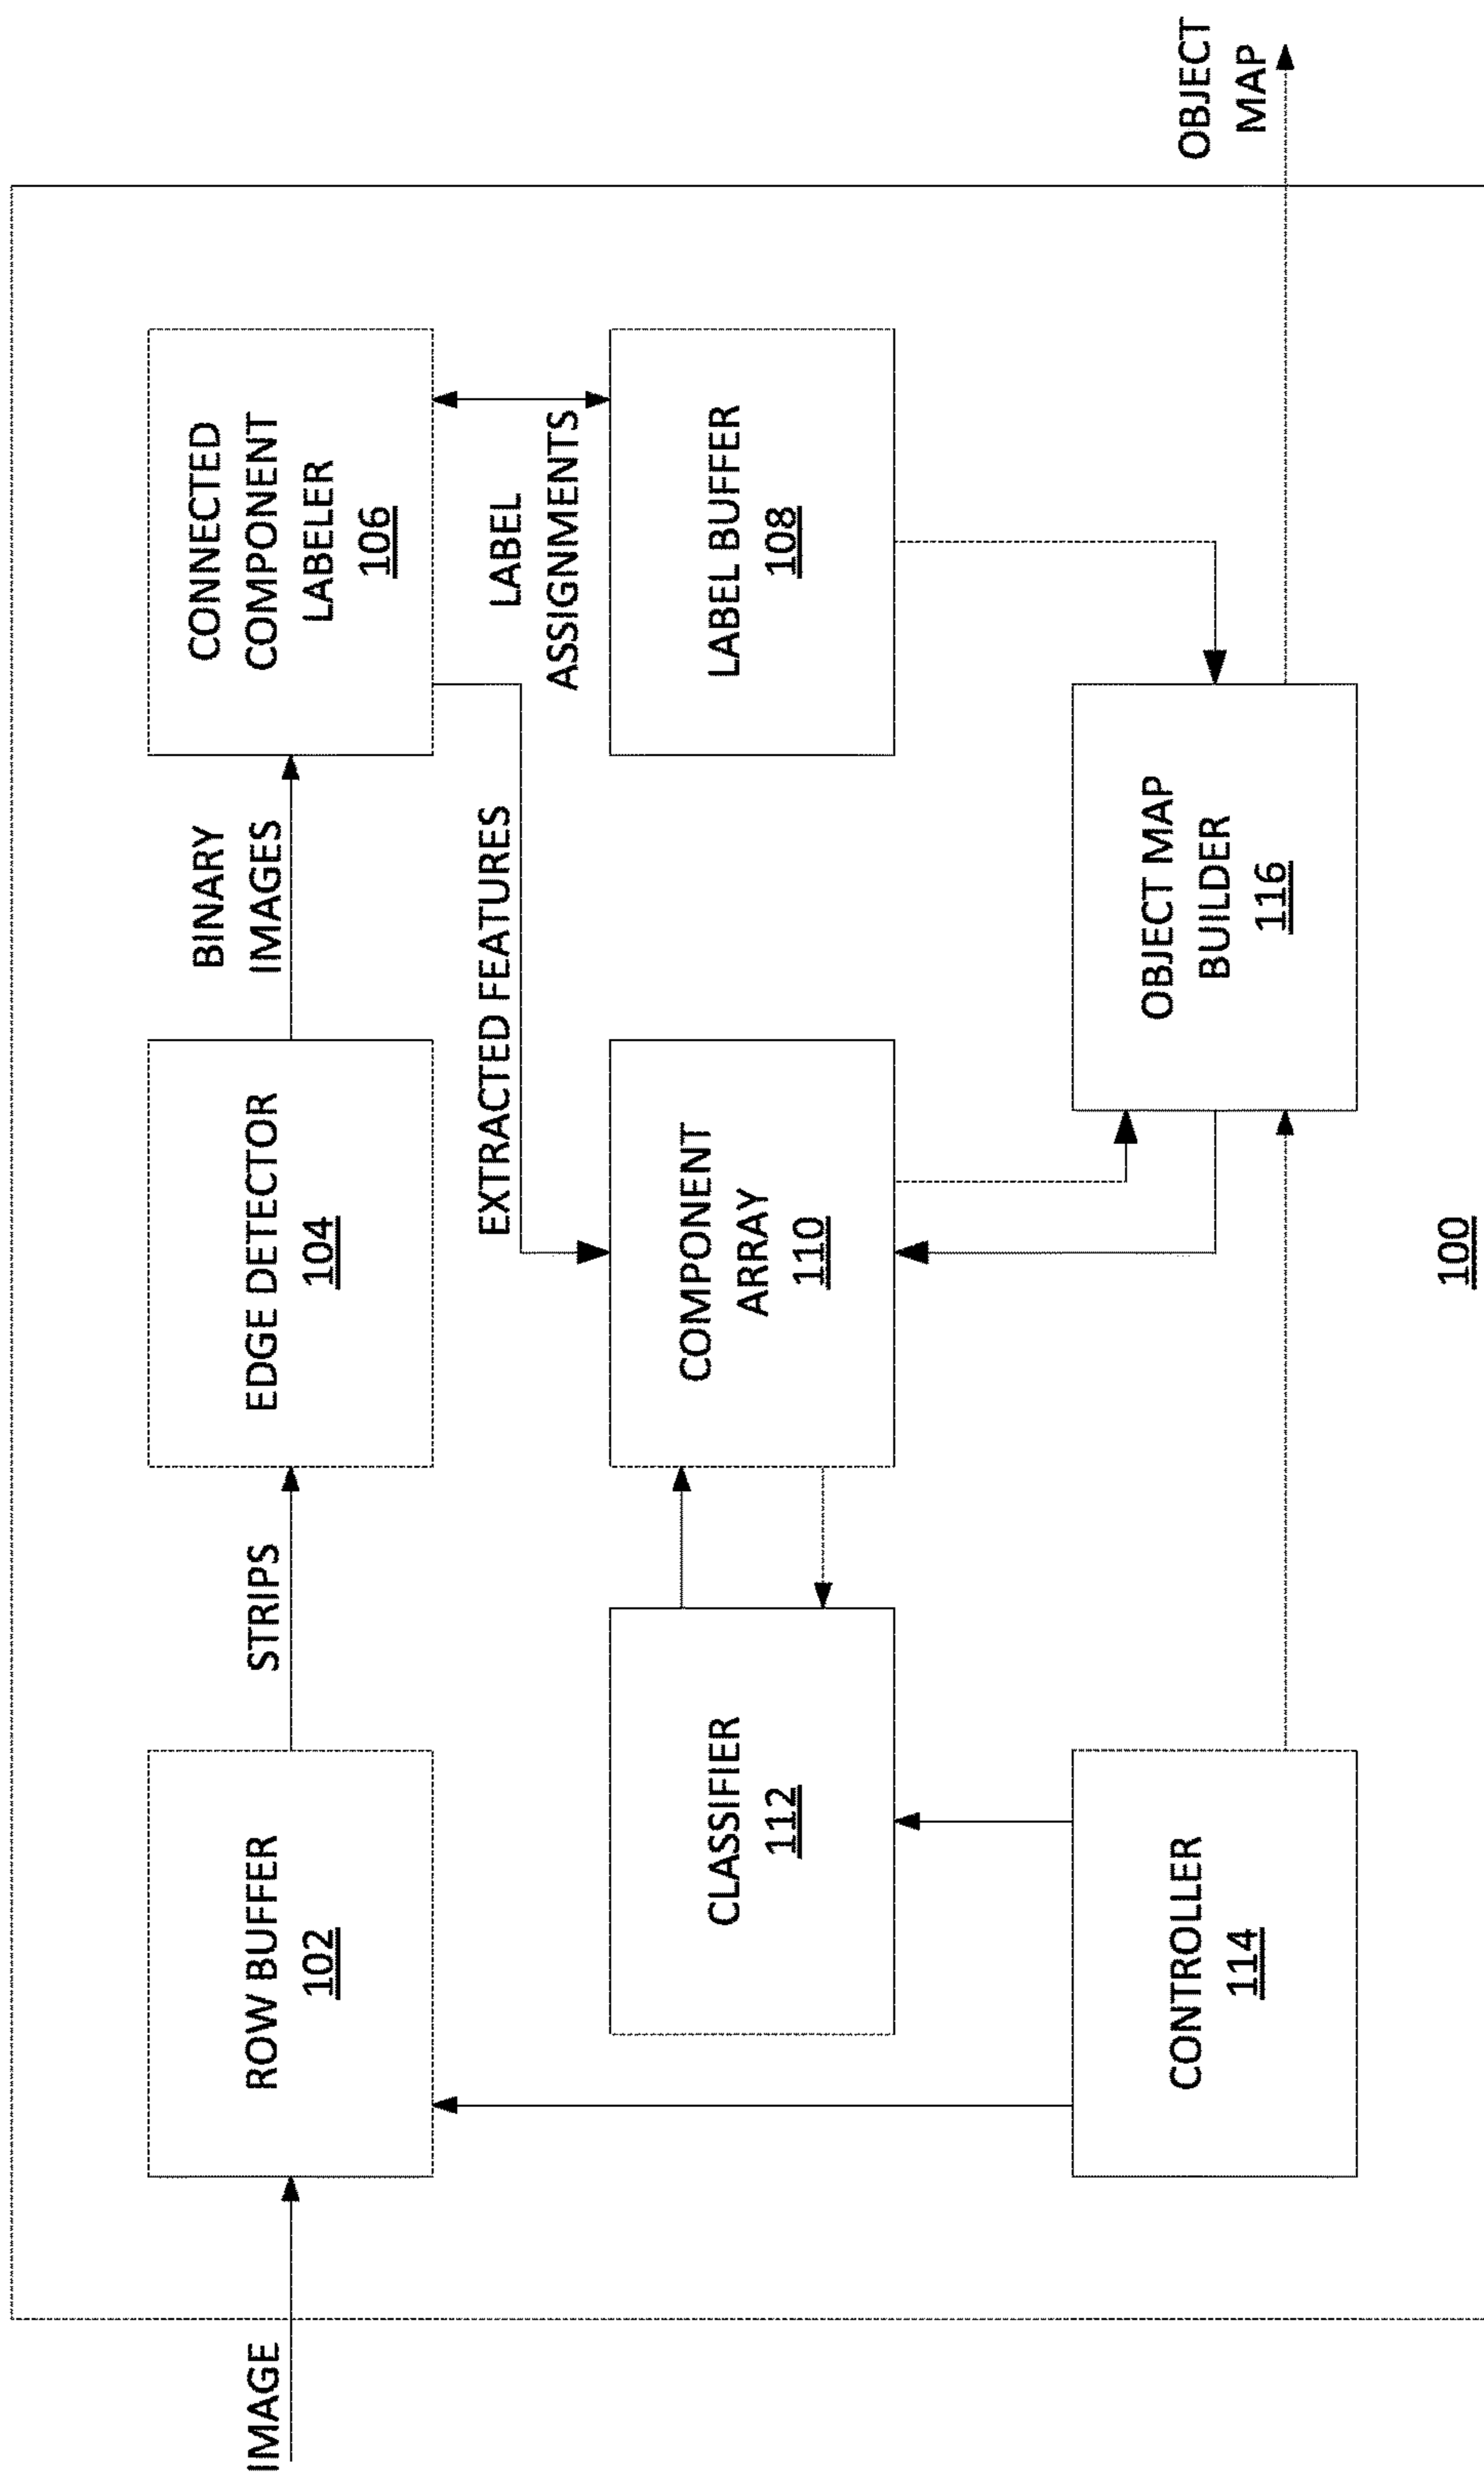 IMAGE
ROW BUFFER
102
STRIPS
EDGE DETECTOR
104
BINARY
IMAGES
CONNECTED
COMPONENT
LABELER
106
EXTRACTED FEATURES
LABEL
ASSIGNMENTS
CLASSIFIER
112
COMPONENT
ARRAY
110
LABEL BUFFER
108
CONTROLLER
114
OBJECT MAP
BUILDER
116
OBJECT
MAP
100